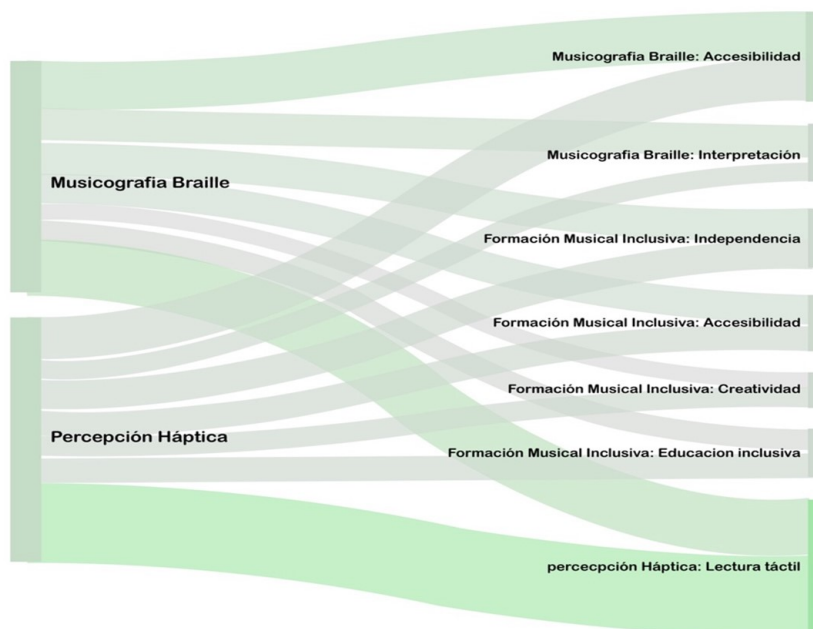 Musicografia Braille
Percepción Háptica
Musicografia Braille: Accesibilidad
Musicografia Braille: Interpretación
Formación Musical Inclusiva: Independencia
Formación Musical Inclusiva: Accesibilidad
Formación Musical Inclusiva: Creatividad
Formación Musical Inclusiva: Educacion inclusiva
percecpción Háptica: Lectura táctil